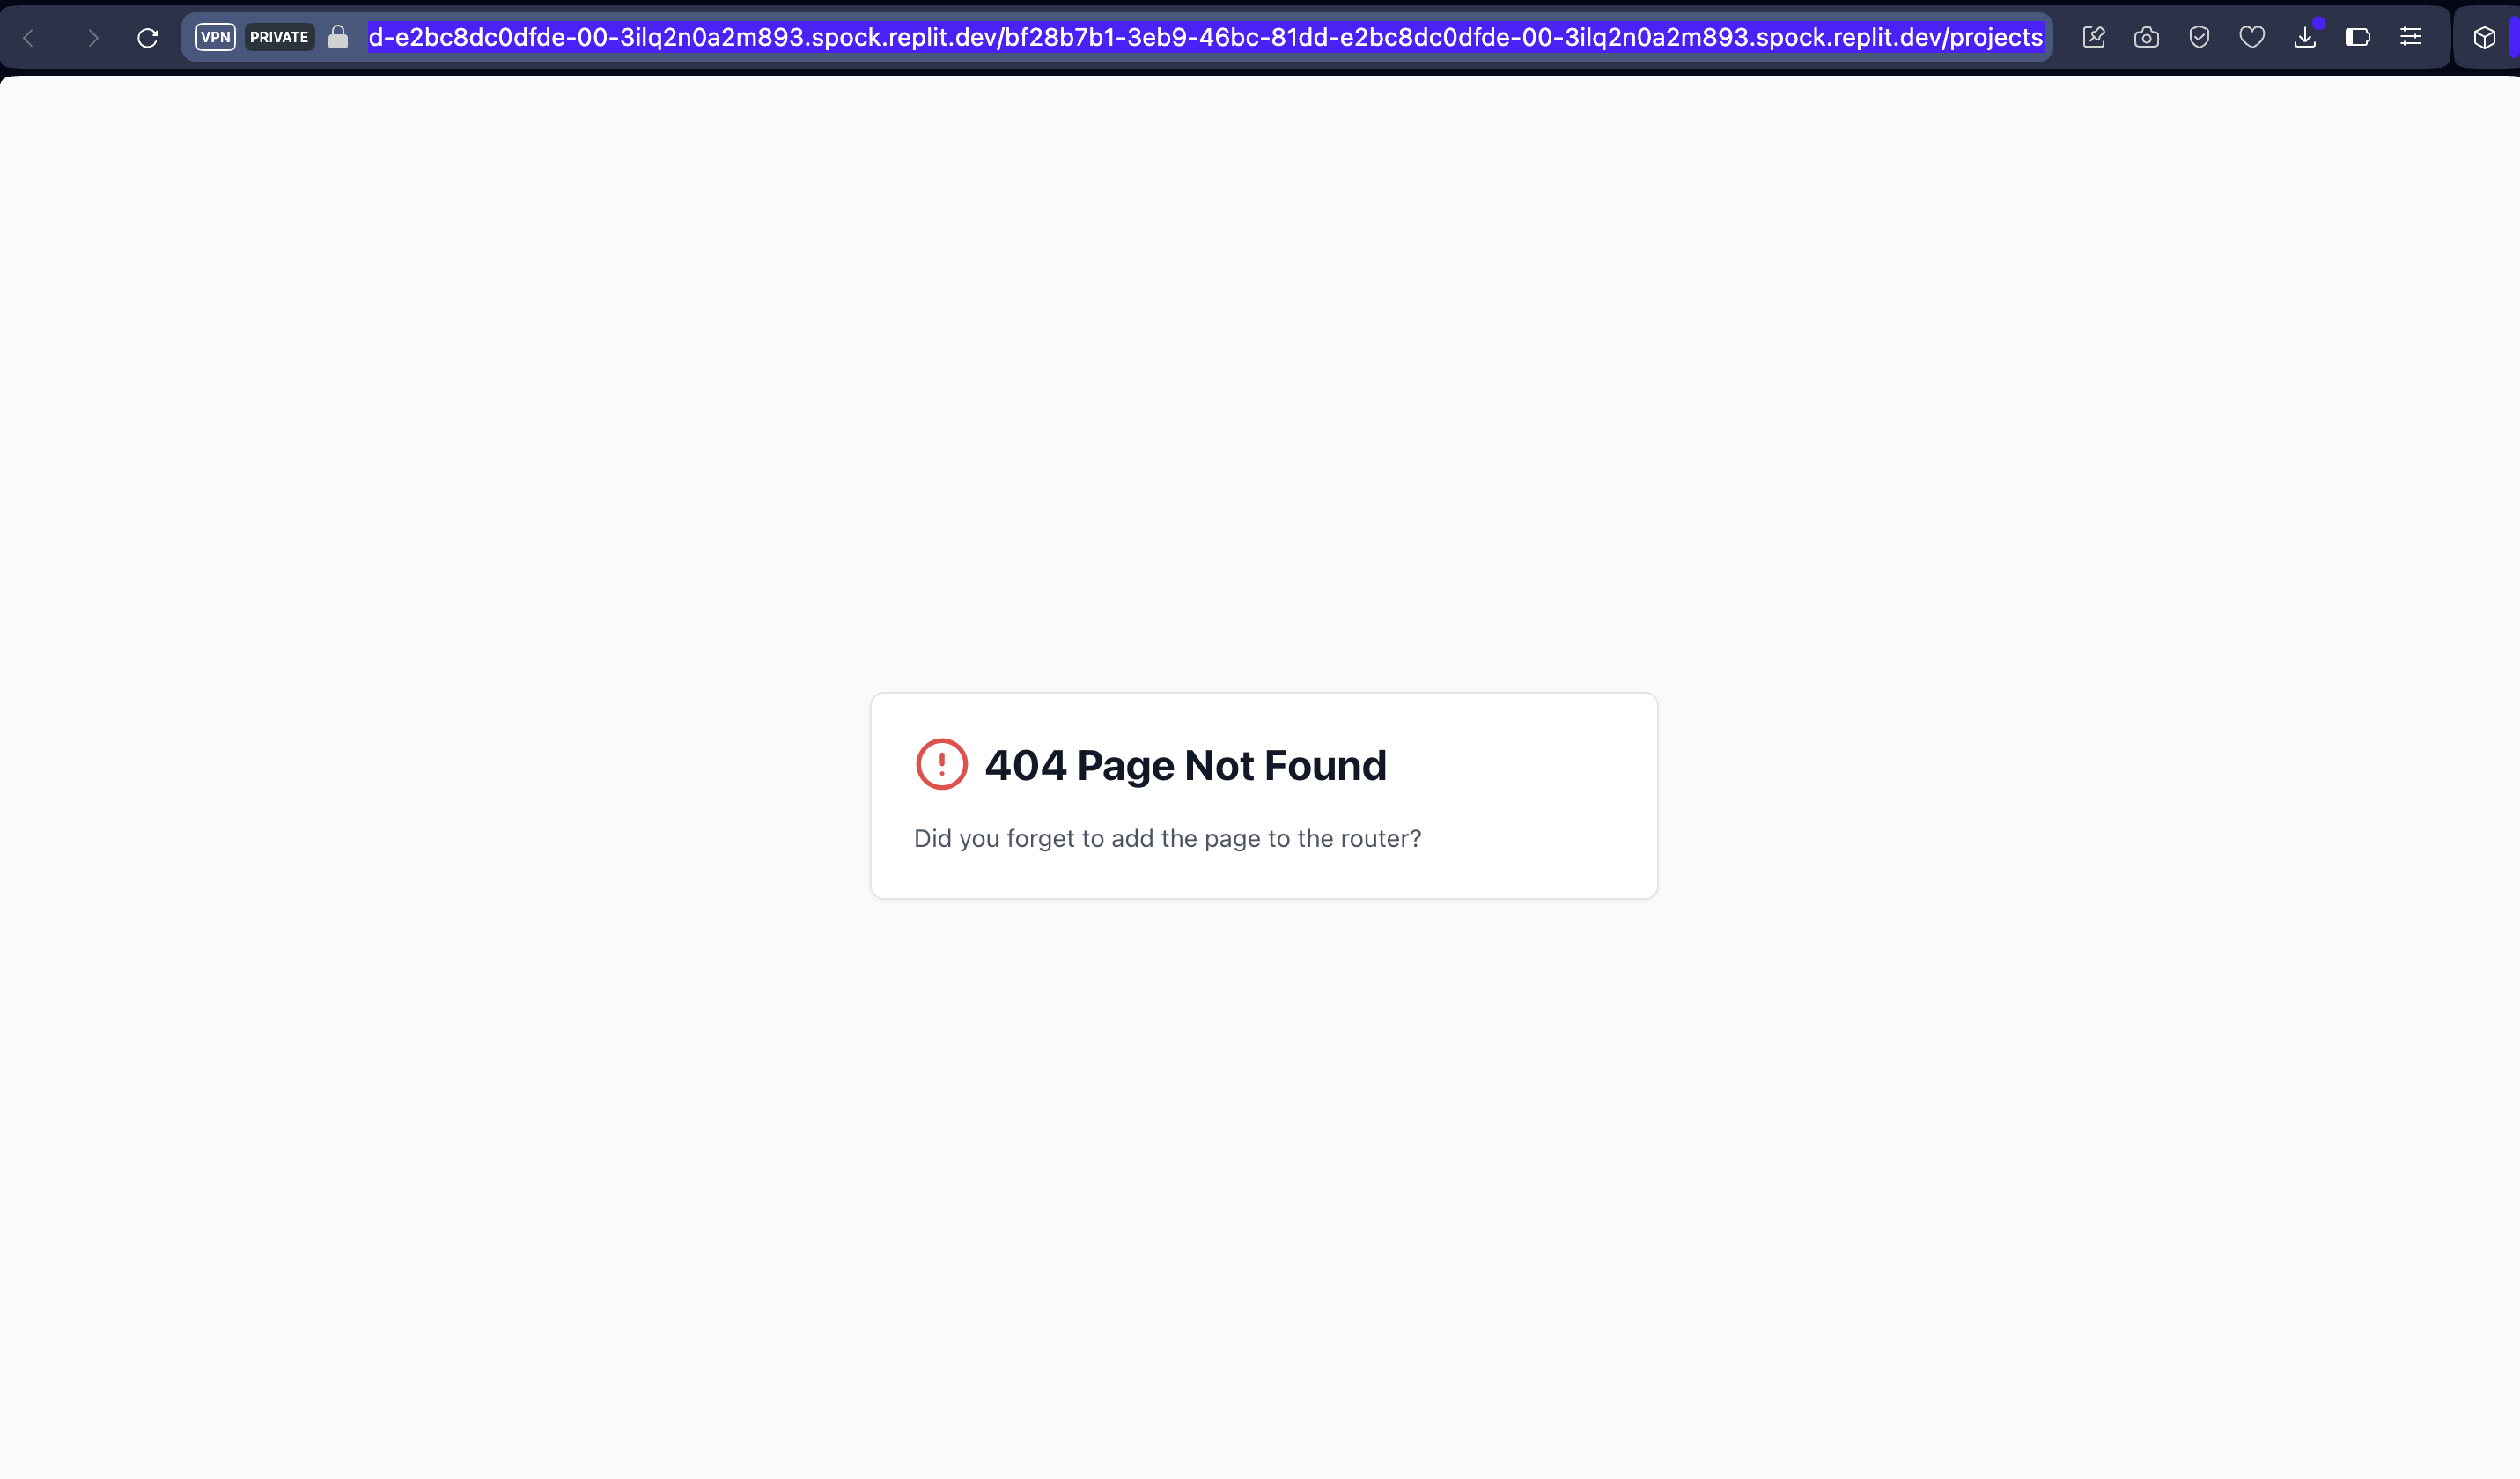 VPN PRIVATE d-e2bc8dc0dfde-00-3ilq2n0a2m893.spock.replit.dev/bf28b7b1-3eb9-46bc-81dd-e2bc8dc0dfde-00-3ilq2n0a2m893.spock.replit.dev/projects
404 Page Not Found
Did you forget to add the page to the router?